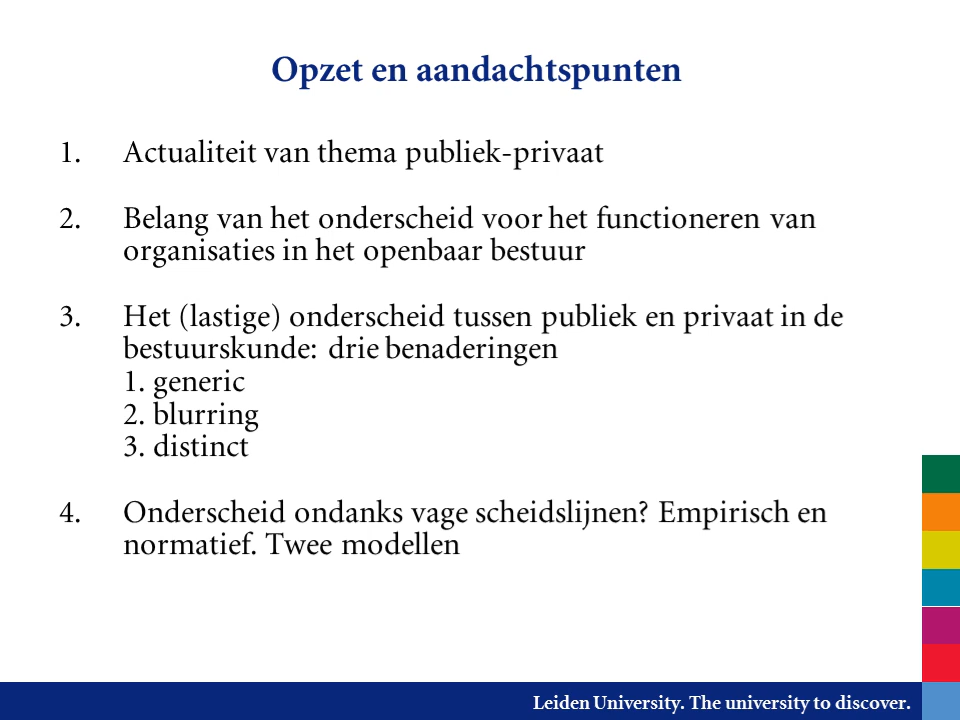 Opzet en aandachtspunten
1. Actualiteit van thema publiek-privaat
2. Belang van het onderscheid voor het functioneren van
organisaties in het openbaar bestuur
3. Het (lastige) onderscheid tussen publiek en privaat in de
bestuurskunde: drie benaderingen
1. generic
2. blurring
3. distinct
4. Onderscheid ondanks vage scheidslijnen? Empirisch en
normatief. Twee modellen
Leiden University. The university to discover.